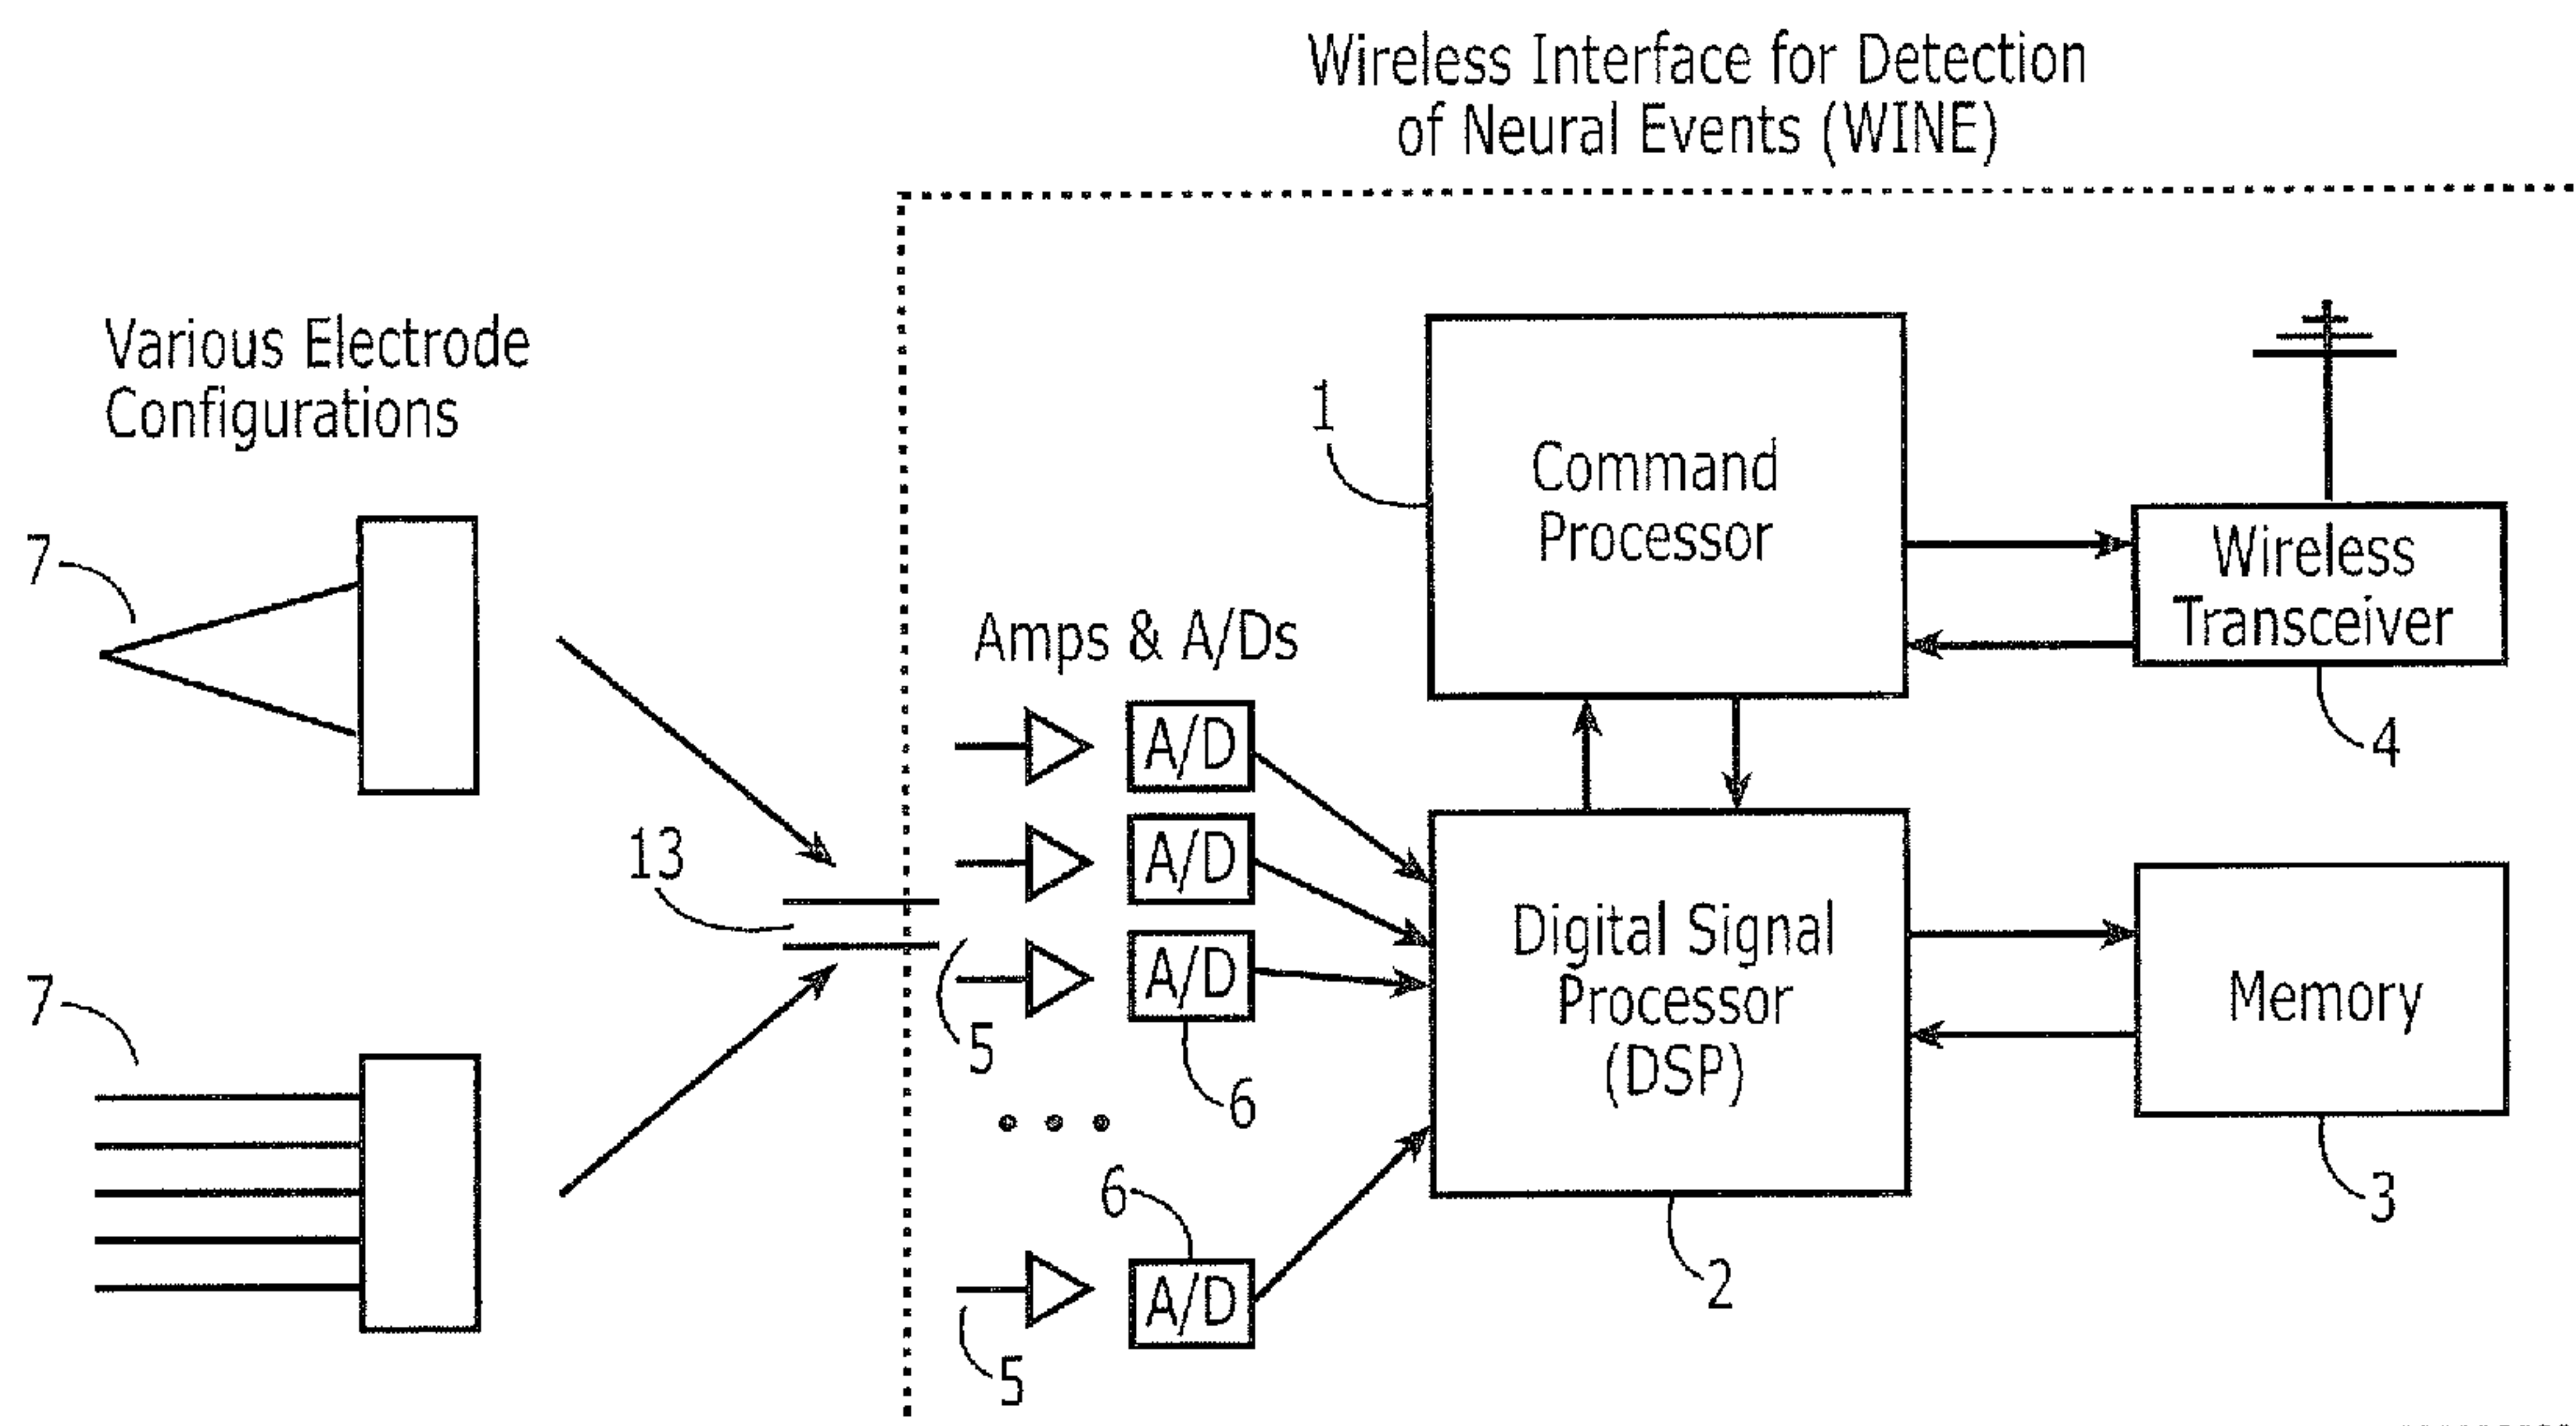 Wireless Interface for Detection
of Neural Events (WINE)
Various Electrode
Configurations
7
7
13
Amps & A/Ds
A/D
A/D
A/D
A/D
5
6
6
5
1
Command
Processor
Wireless
Transceiver
4
Digital Signal
Processor
(DSP)
2
Memory
3